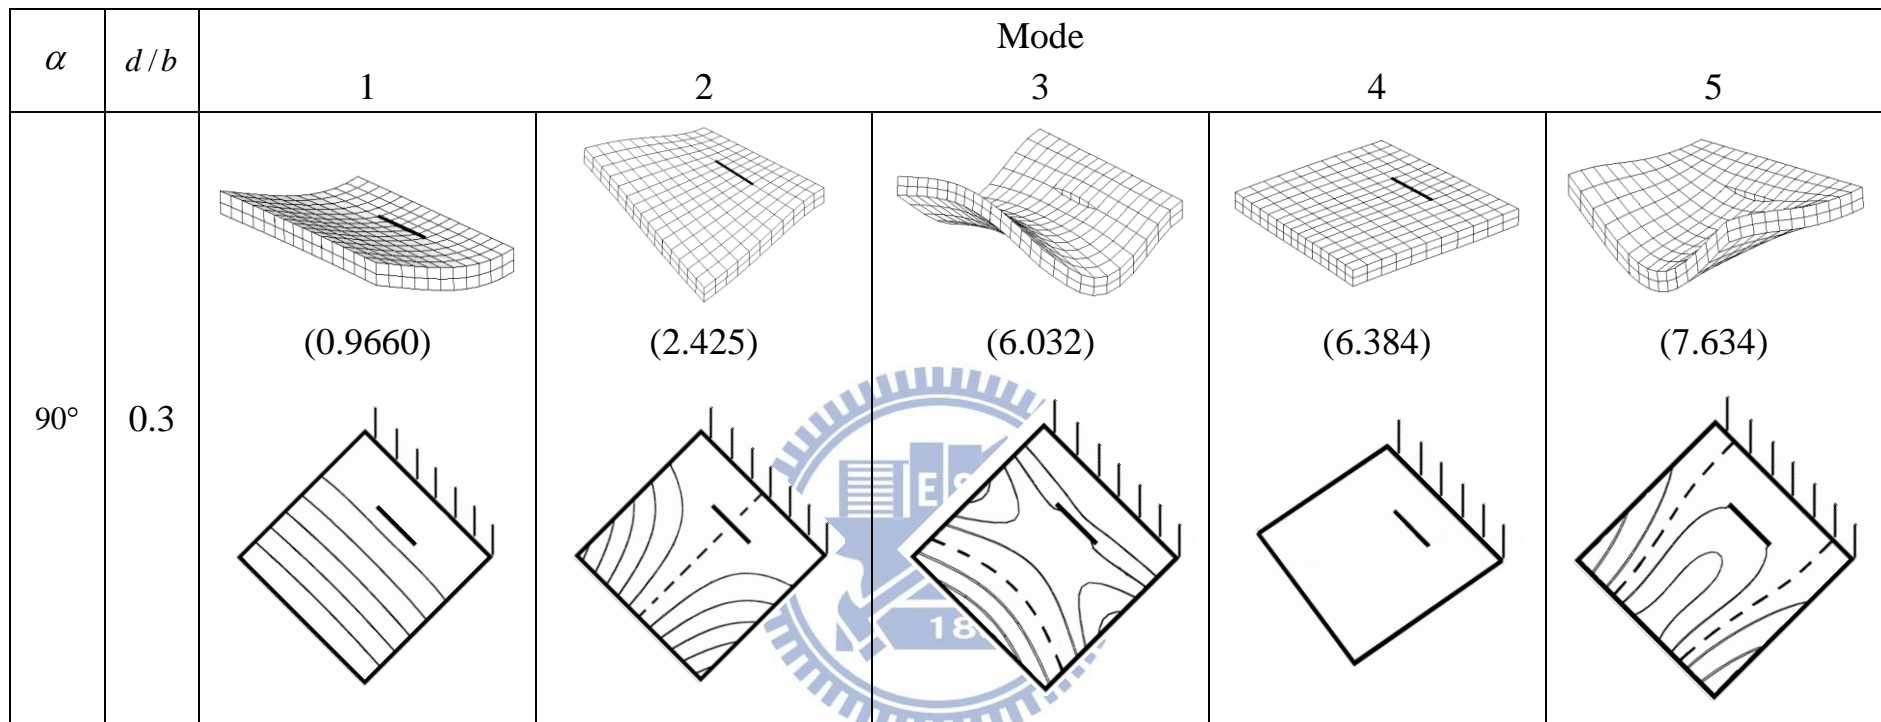 α d/b Mode
1 2 3 4 5
(0.9660) (2.425) (6.032) (6.384) (7.634)
90° 0.3
E S
18